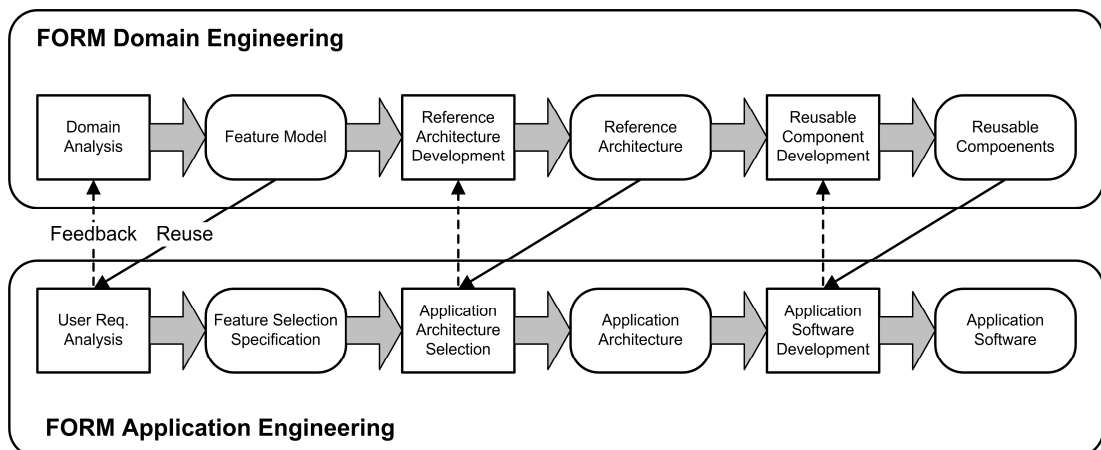 FORM Domain Engineering
Domain
Analysis
Feature Model
Reference
Architecture
Development
Reference
Architecture
Reusable
Component
Development
Reusable
Compoenents
Feedback
Reuse
User Req.
Analysis
Feature Selection
Specification
Application
Architecture
Selection
Application
Architecture
Application
Software
Development
Application
Software
FORM Application Engineering